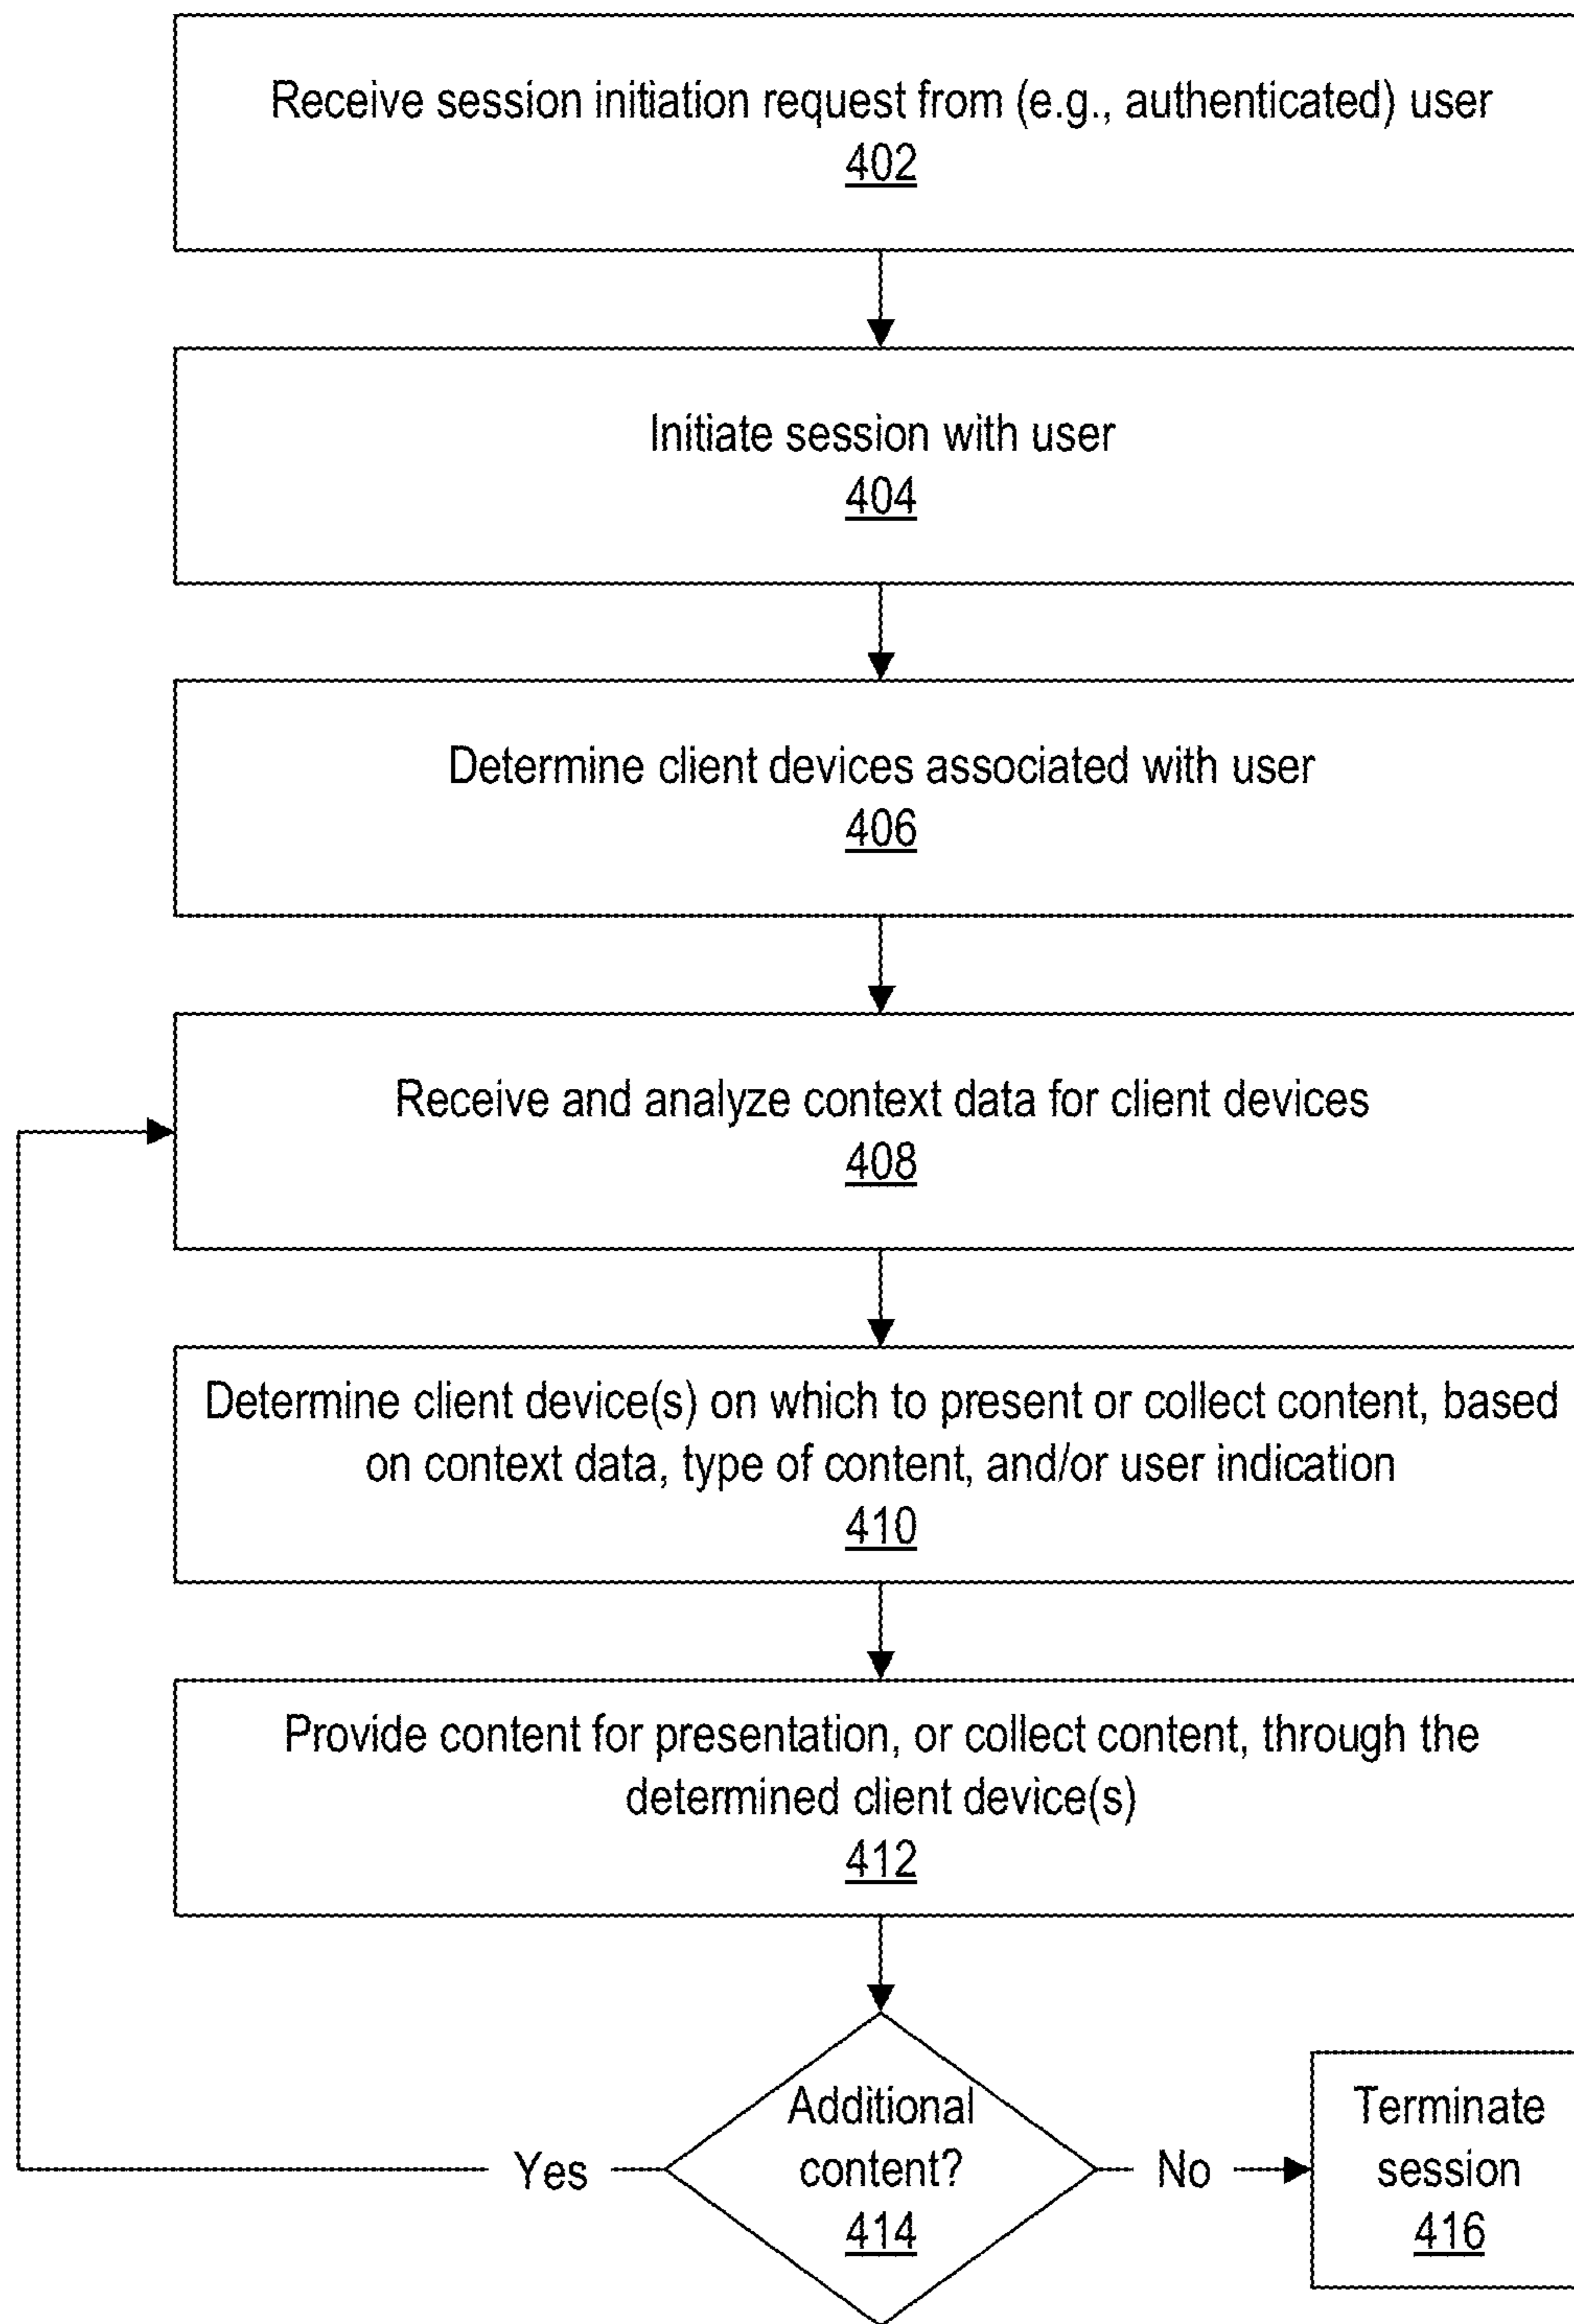 Receive session initiation request from (e.g., authenticated) user
402
Initiate session with user
404
Determine client devices associated with user
406
Receive and analyze context data for client devices
408
Determine client device(s) on which to present or collect content, based
on context data, type of content, and/or user indication
410
Provide content for presentation, or collect content, through the
determined client device(s)
412
Additional
content?
414
Yes
No
Terminate
session
416